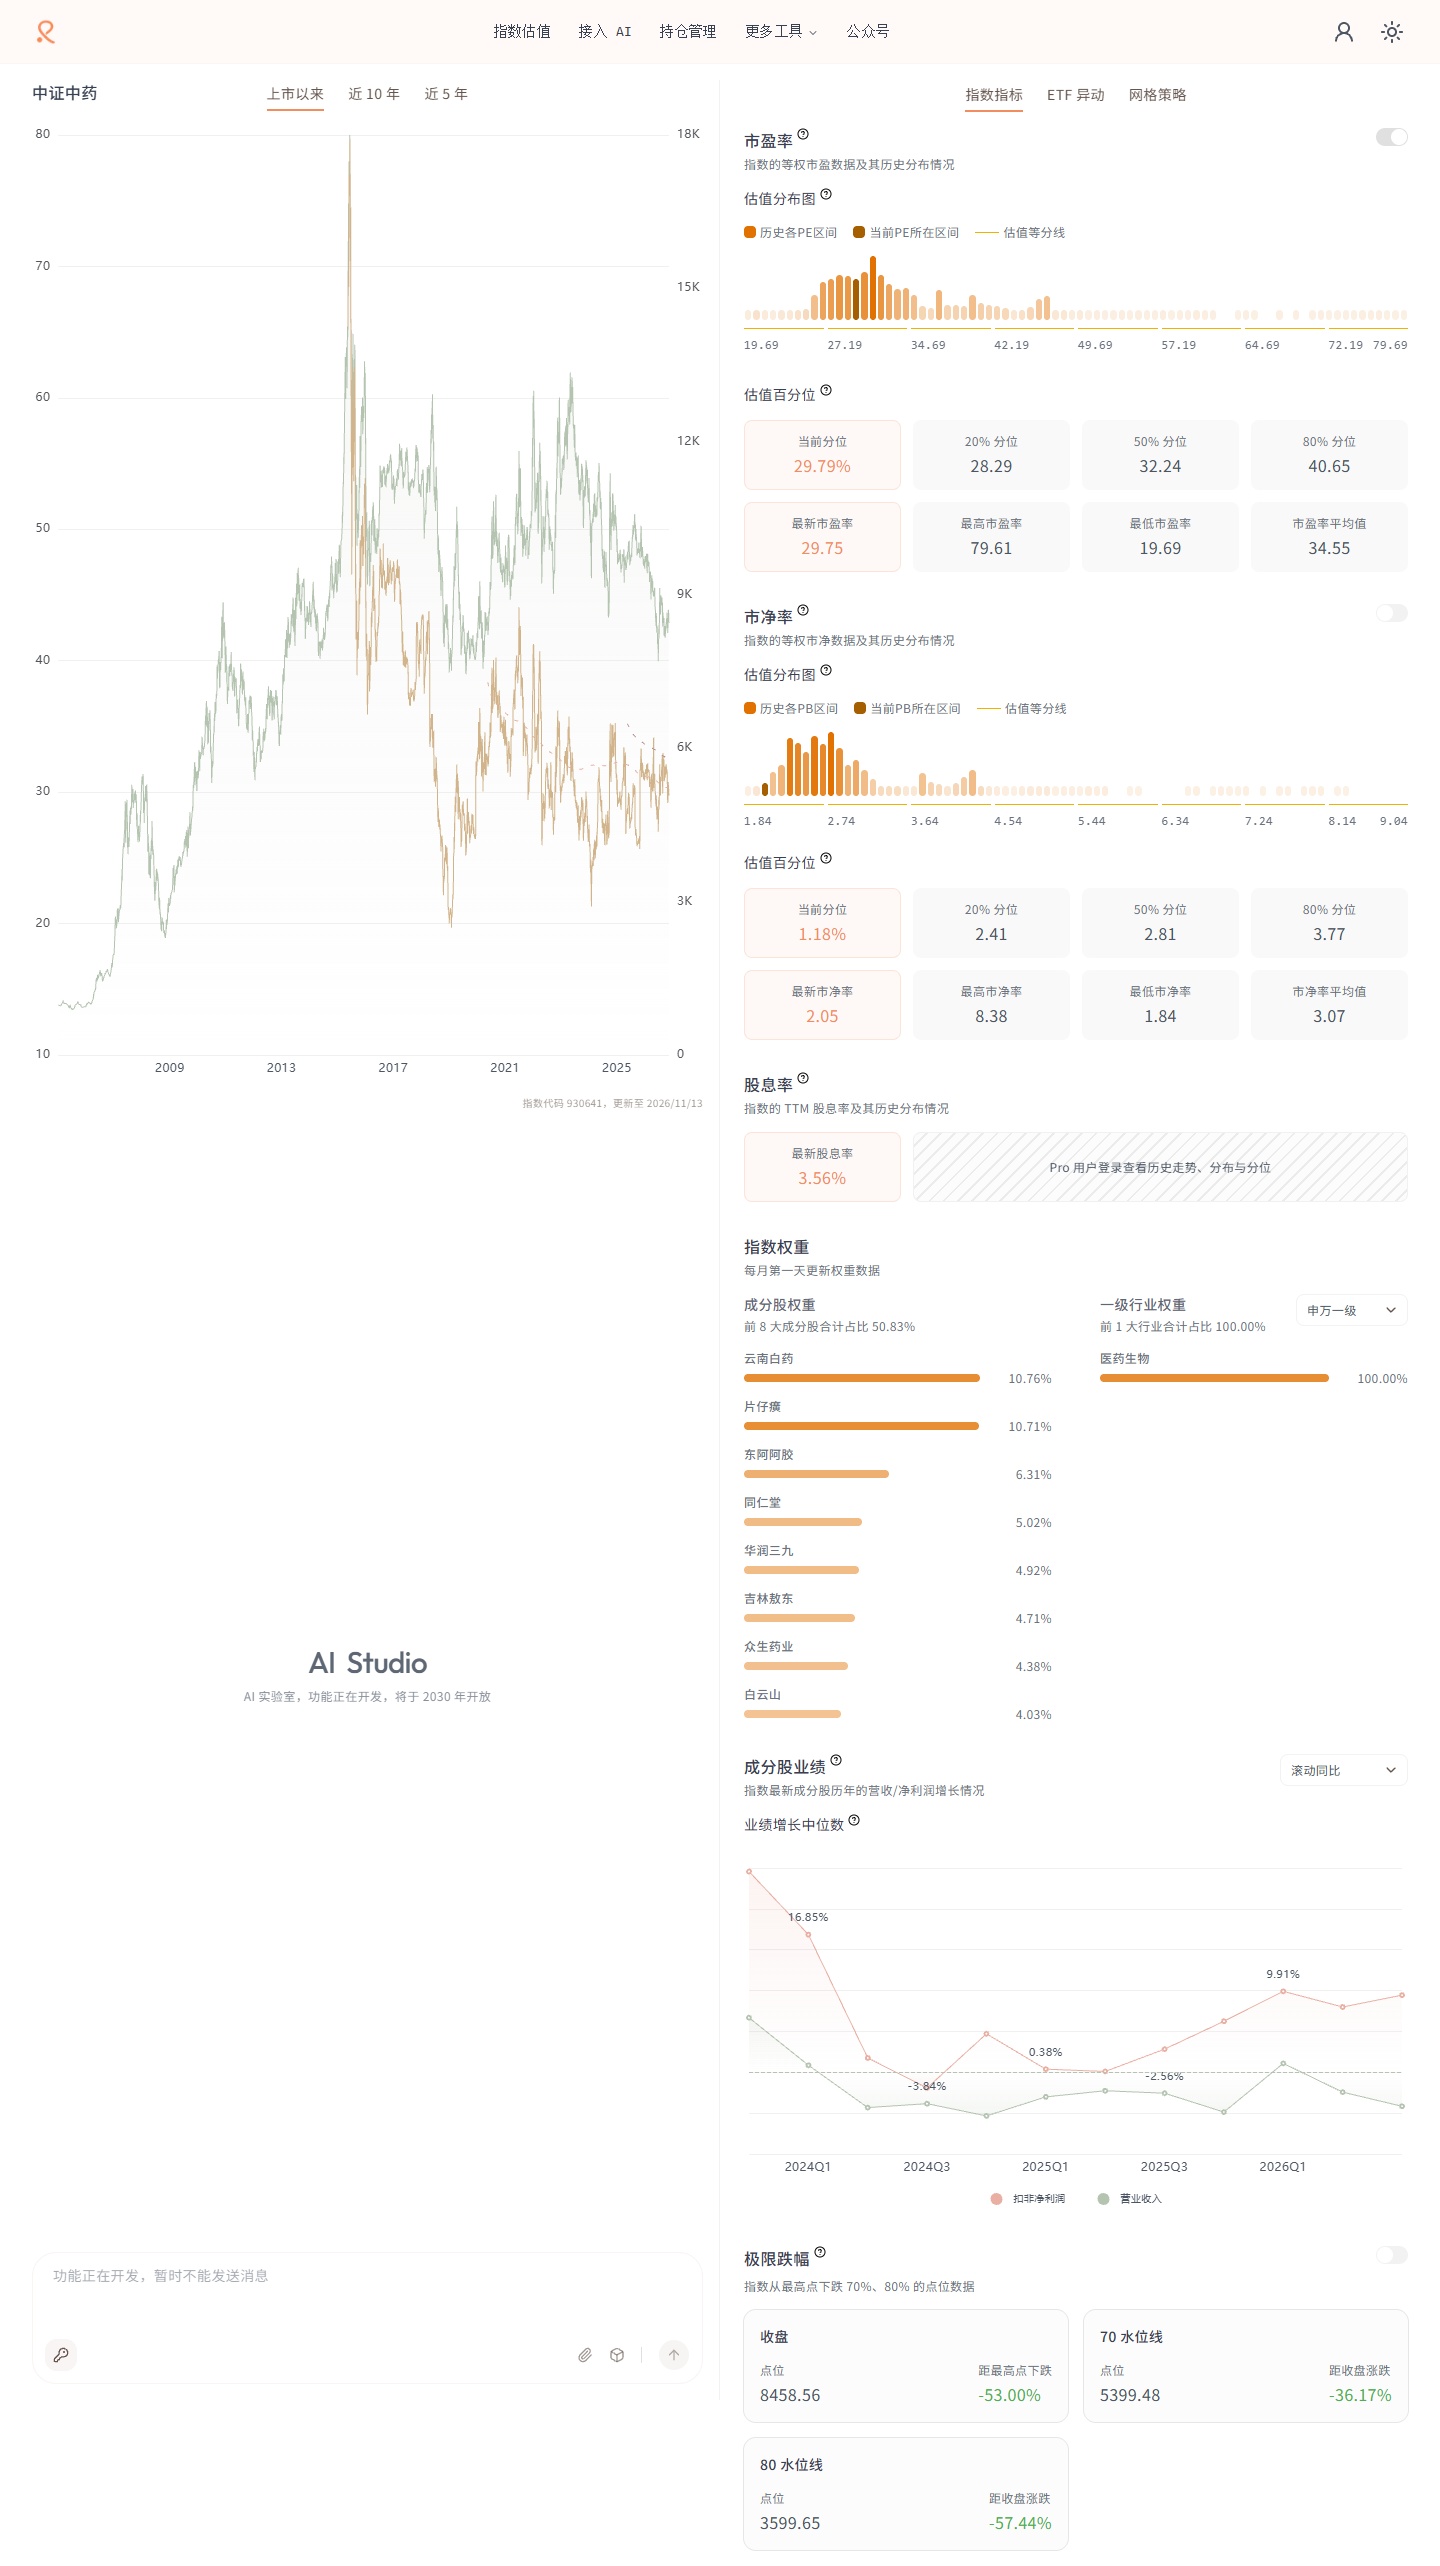 指数估值 接入 AI 持仓管理 更多工具 公众号
中证中药 上市以来 近 10 年 近 5 年
80
70
60
50
40
30
20
10
18K
15K
12K
9K
6K
3K
0
2009 2013 2017 2021 2025
指数代码 930641，更新至 2026/11/13
AI Studio
AI 实验室，功能正在开发，将于 2030 年开放
功能正在开发，暂时不能发送消息
指数指标 ETF 异动 网格策略
市盈率
指数的等权市盈数据及其历史分布情况
估值分布图
历史各PE区间 当前PE所在区间 估值等分线
19.69 27.19 34.69 42.19 49.69 57.19 64.69 72.19 79.69
估值百分位
当前分位 20% 分位 50% 分位 80% 分位
29.79% 28.29 32.24 40.65
最新市盈率 最高市盈率 最低市盈率 市盈率平均值
29.75 79.61 19.69 34.55
市净率
指数的等权市净数据及其历史分布情况
估值分布图
历史各PB区间 当前PB所在区间 估值等分线
1.84 2.74 3.64 4.54 5.44 6.34 7.24 8.14 9.04
估值百分位
当前分位 20% 分位 50% 分位 80% 分位
1.18% 2.41 2.81 3.77
最新市净率 最高市净率 最低市净率 市净率平均值
2.05 8.38 1.84 3.07
股息率
指数的 TTM 股息率及其历史分布情况
最新股息率
3.56%
Pro 用户登录查看历史走势、分布与分位
指数权重
每月第一天更新权重数据
成分股权重
前 8 大成分股合计占比 50.83%
云南白药
10.76%
片仔癀
10.71%
东阿阿胶
6.31%
同仁堂
5.02%
华润三九
4.92%
吉林敖东
4.71%
众生药业
4.38%
白云山
4.03%
一级行业权重 申万一级
前 1 大行业合计占比 100.00%
医药生物
100.00%
成分股业绩 滚动同比
指数最新成分股历年的营收/净利润增长情况
业绩增长中位数
16.85%
9.91%
0.38%
-2.56%
-3.84%
2024Q1 2024Q3 2025Q1 2025Q3 2026Q1
扣非净利润 营业收入
极限跌幅
指数从最高点下跌 70%、80% 的点位数据
收盘
点位 距最高点下跌
8458.56 -53.00%
70 水位线
点位 距收盘涨跌
5399.48 -36.17%
80 水位线
点位 距收盘涨跌
3599.65 -57.44%